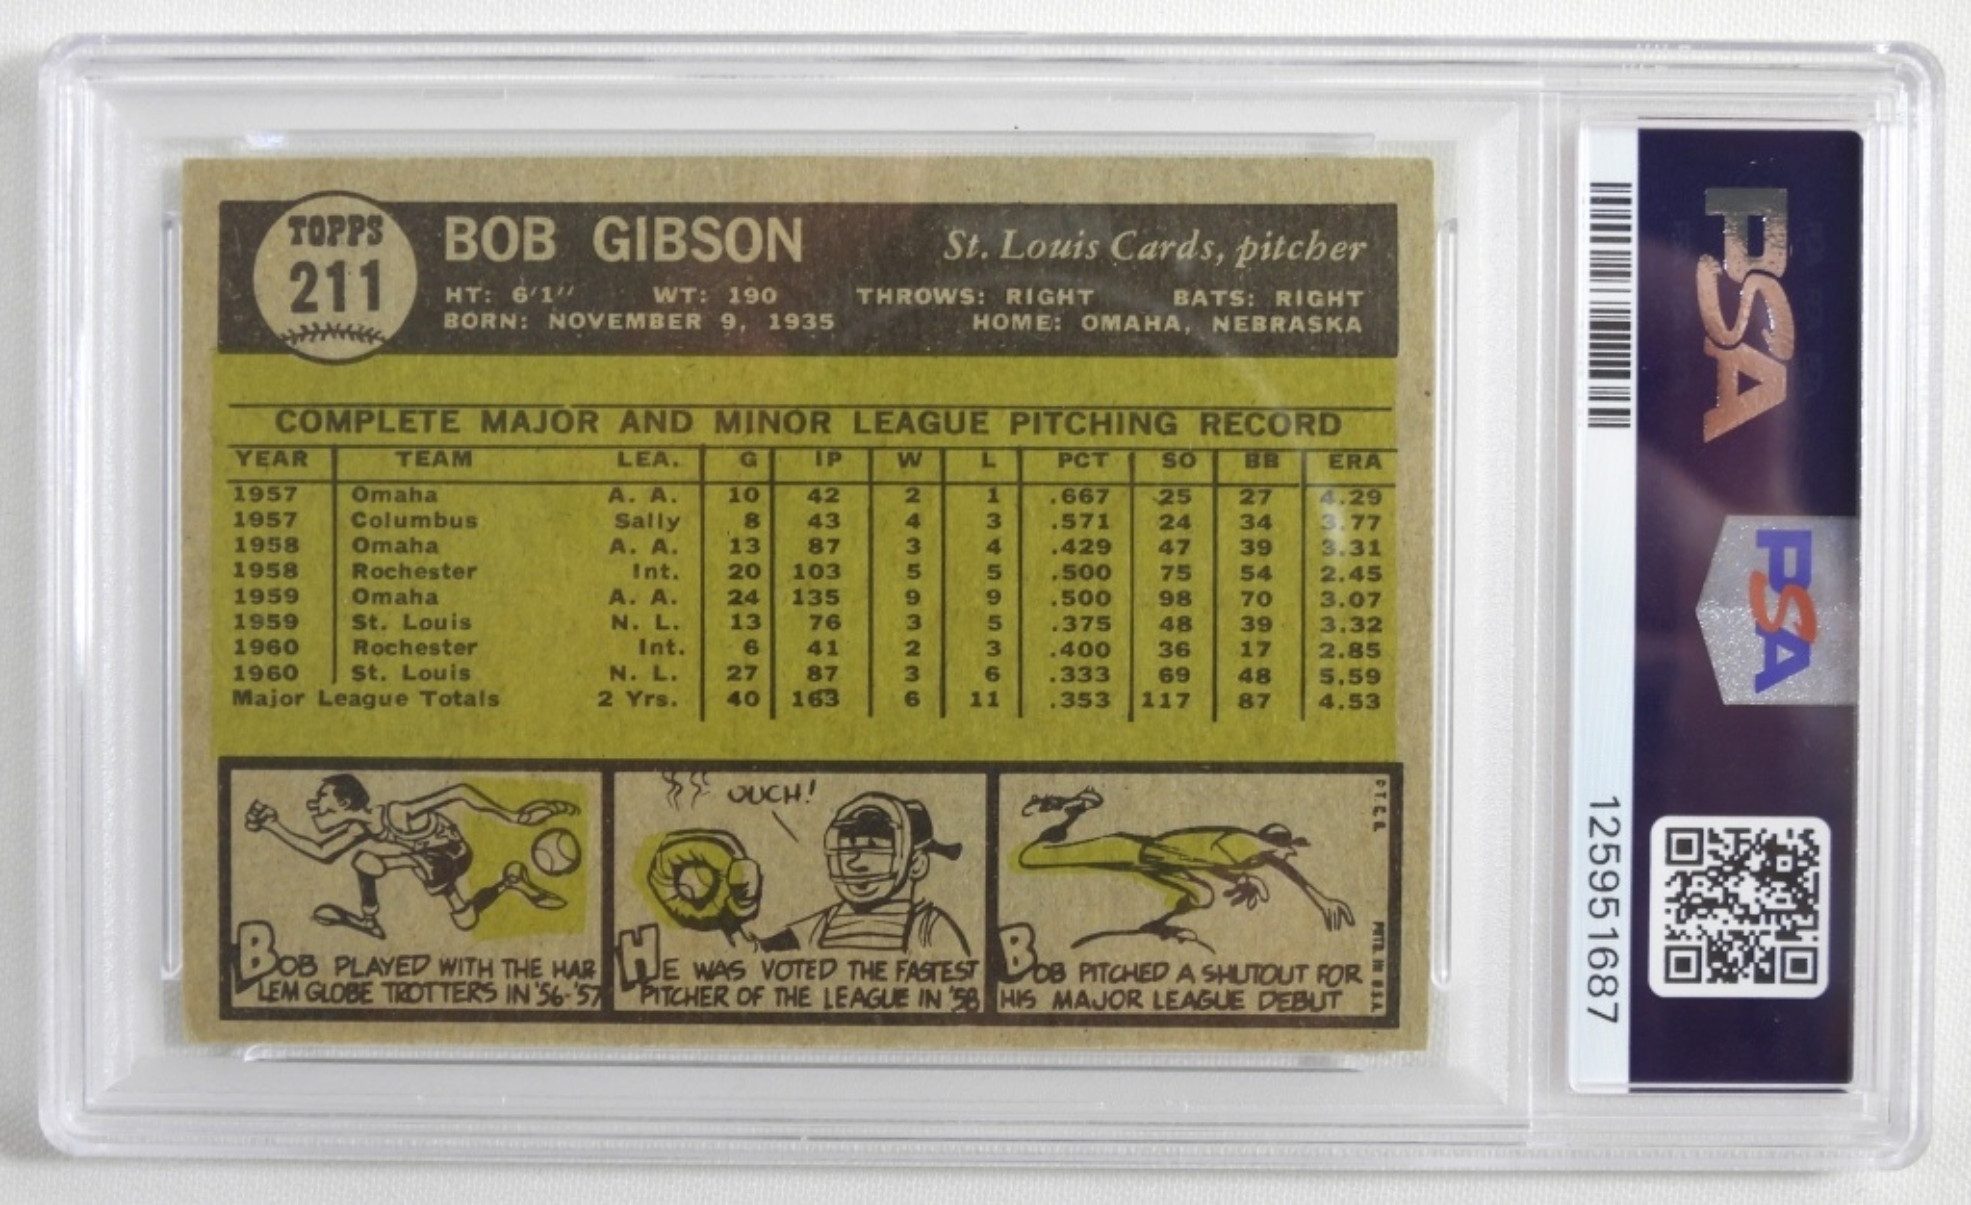 TOPPS
211
BOB GIBSON
St. Louis Cards, pitcher
HT: 6'1" WT: 190 THROWS: RIGHT BATS: RIGHT
BORN: NOVEMBER 9, 1935 HOME: OMAHA, NEBRASKA
COMPLETE MAJOR AND MINOR LEAGUE PITCHING RECORD
YEAR TEAM LEA. G IP W L PCT SO BB ERA
1957 Omaha A. A. 10 42 2 1 .667 25 27 4.29
1957 Columbus Sally 8 43 4 3 .571 24 34 3.77
1958 Omaha A. A. 13 87 3 4 .429 47 39 3.31
1958 Rochester Int. 20 103 5 5 .500 75 54 2.45
1959 Omaha A. A. 24 135 9 9 .500 98 70 3.07
1959 St. Louis N. L. 13 76 3 5 .375 48 39 3.32
1960 Rochester Int. 6 41 2 3 .400 36 17 2.85
1960 St. Louis N. L. 27 87 3 6 .333 69 48 5.59
Major League Totals 2 Yrs. 40 163 6 11 .353 117 87 4.53
BOB PLAYED WITH THE HAR
LEM GLOBE TROTTERS IN '56-'57
OUCH!
HE WAS VOTED THE FASTEST
PITCHER OF THE LEAGUE IN '58
BOB PITCHED A SHUTOUT FOR
HIS MAJOR LEAGUE DEBUT
©T.C.G.
PRTD. IN U.S.A.
PSA
PSA
125951687